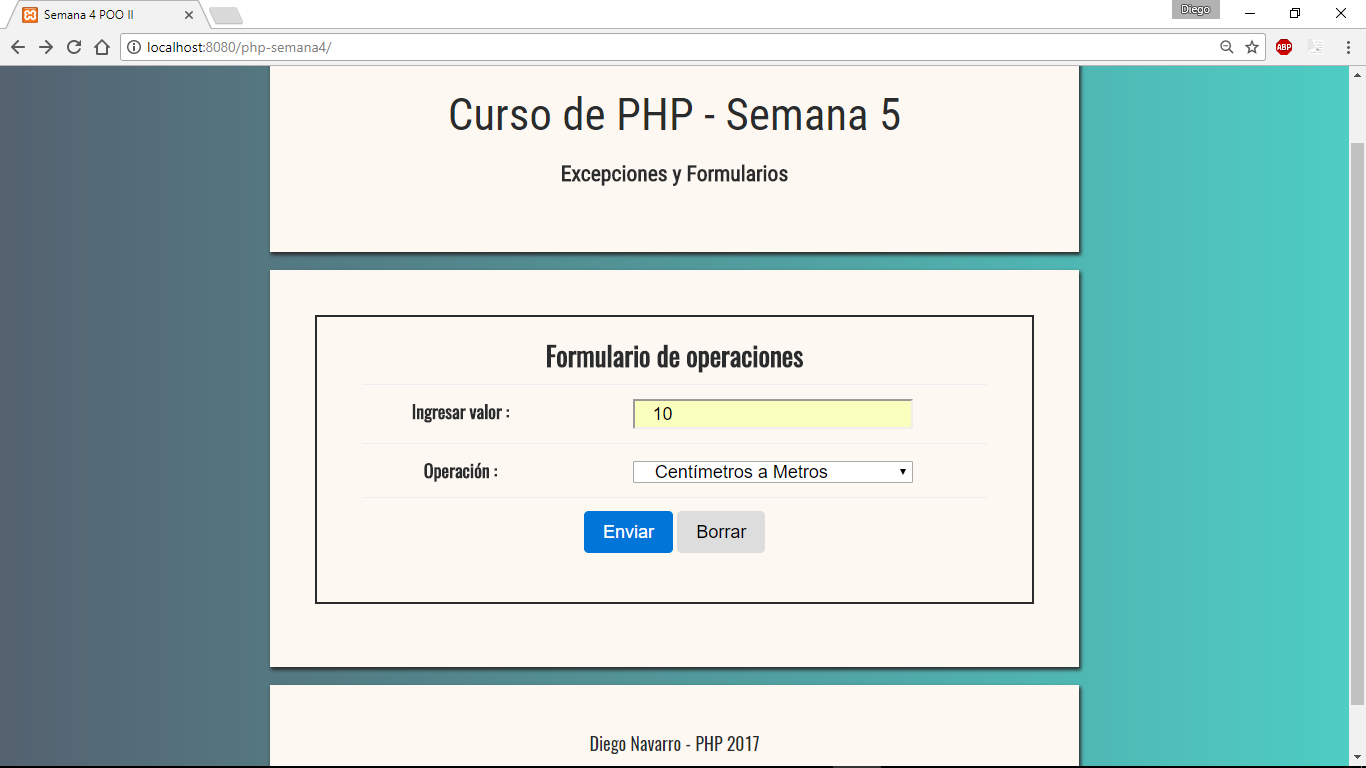 Semana 4 POO II
Diego
localhost:8080/php-semana4/
ABP
Curso de PHP - Semana 5
Excepciones y Formularios
Formulario de operaciones
Ingresar valor : 10
Operación : Centímetros a Metros
Enviar Borrar
Diego Navarro - PHP 2017